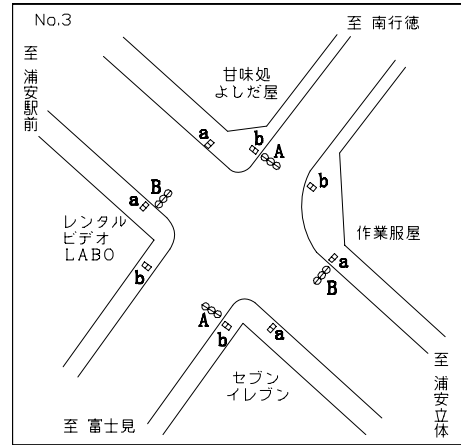 No.3
至 南行徳
至 浦安駅前
甘味処
よしだ屋
a
b
A
b
B
a
レンタル
ビデオ
LABO
作業服屋
b
a
B
A
b
a
セブン
イレブン
至 富士見
至 浦安立体